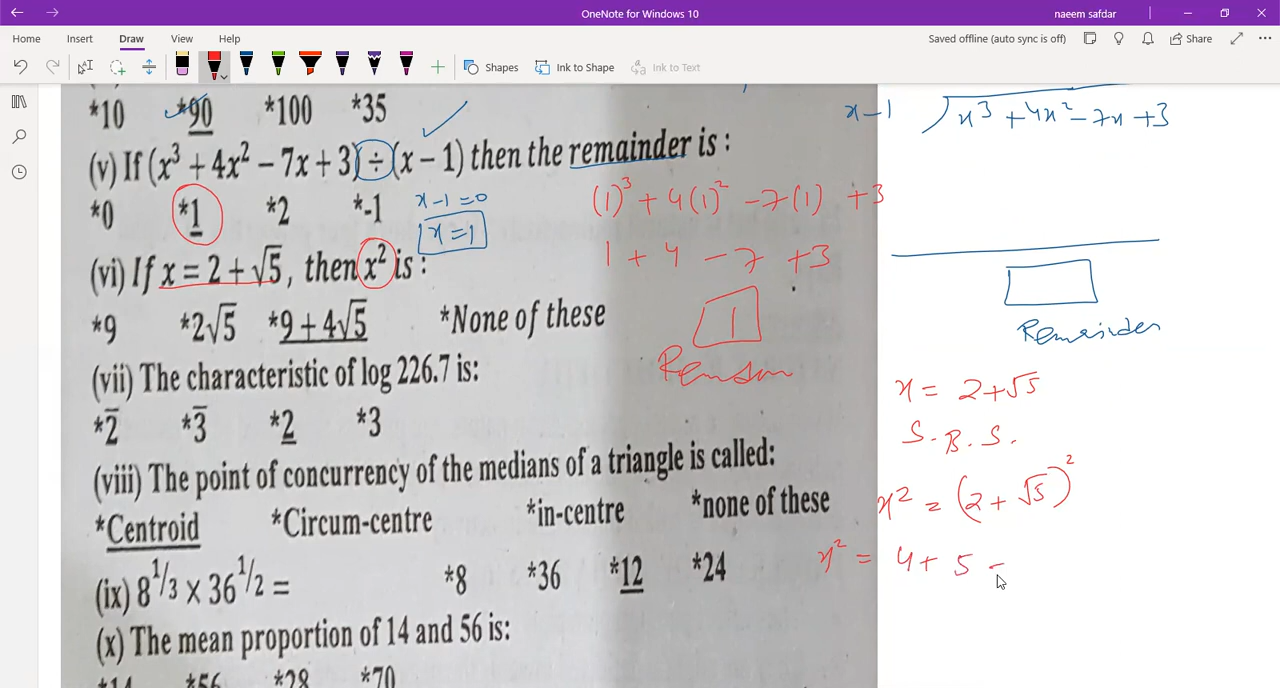 OneNote for Windows 10
naeem safdar
Home Insert Draw View Help
Saved offline (auto sync is off)
Share
Shapes
Ink to Shape
Ink to Text
*10 *90 *100 *35
(v) If (x³ + 4x² − 7x + 3) ÷ (x − 1) then the remainder is :
*0 *1 *2 *-1
x-1=0
x=1
(vi) If x = 2 + √5, then x² is :
*9 *2√5 *9 + 4√5 *None of these
(vii) The characteristic of log 226.7 is:
*2̄ *3̄ *2 *3
(viii) The point of concurrency of the medians of a triangle is called:
*Centroid *Circum-centre *in-centre *none of these
(ix) 8^1/3 × 36^1/2 = *8 *36 *12 *24
(x) The mean proportion of 14 and 56 is:
*14 *56 *28 *70
(1)³ + 4(1)² - 7(1) + 3
1 + 4 - 7 + 3
1
x-1 x³ + 4x² - 7x + 3
Remainder
x = 2+√5
S.B.S.
x² = (2 + √5)²
x² = 4 + 5 -